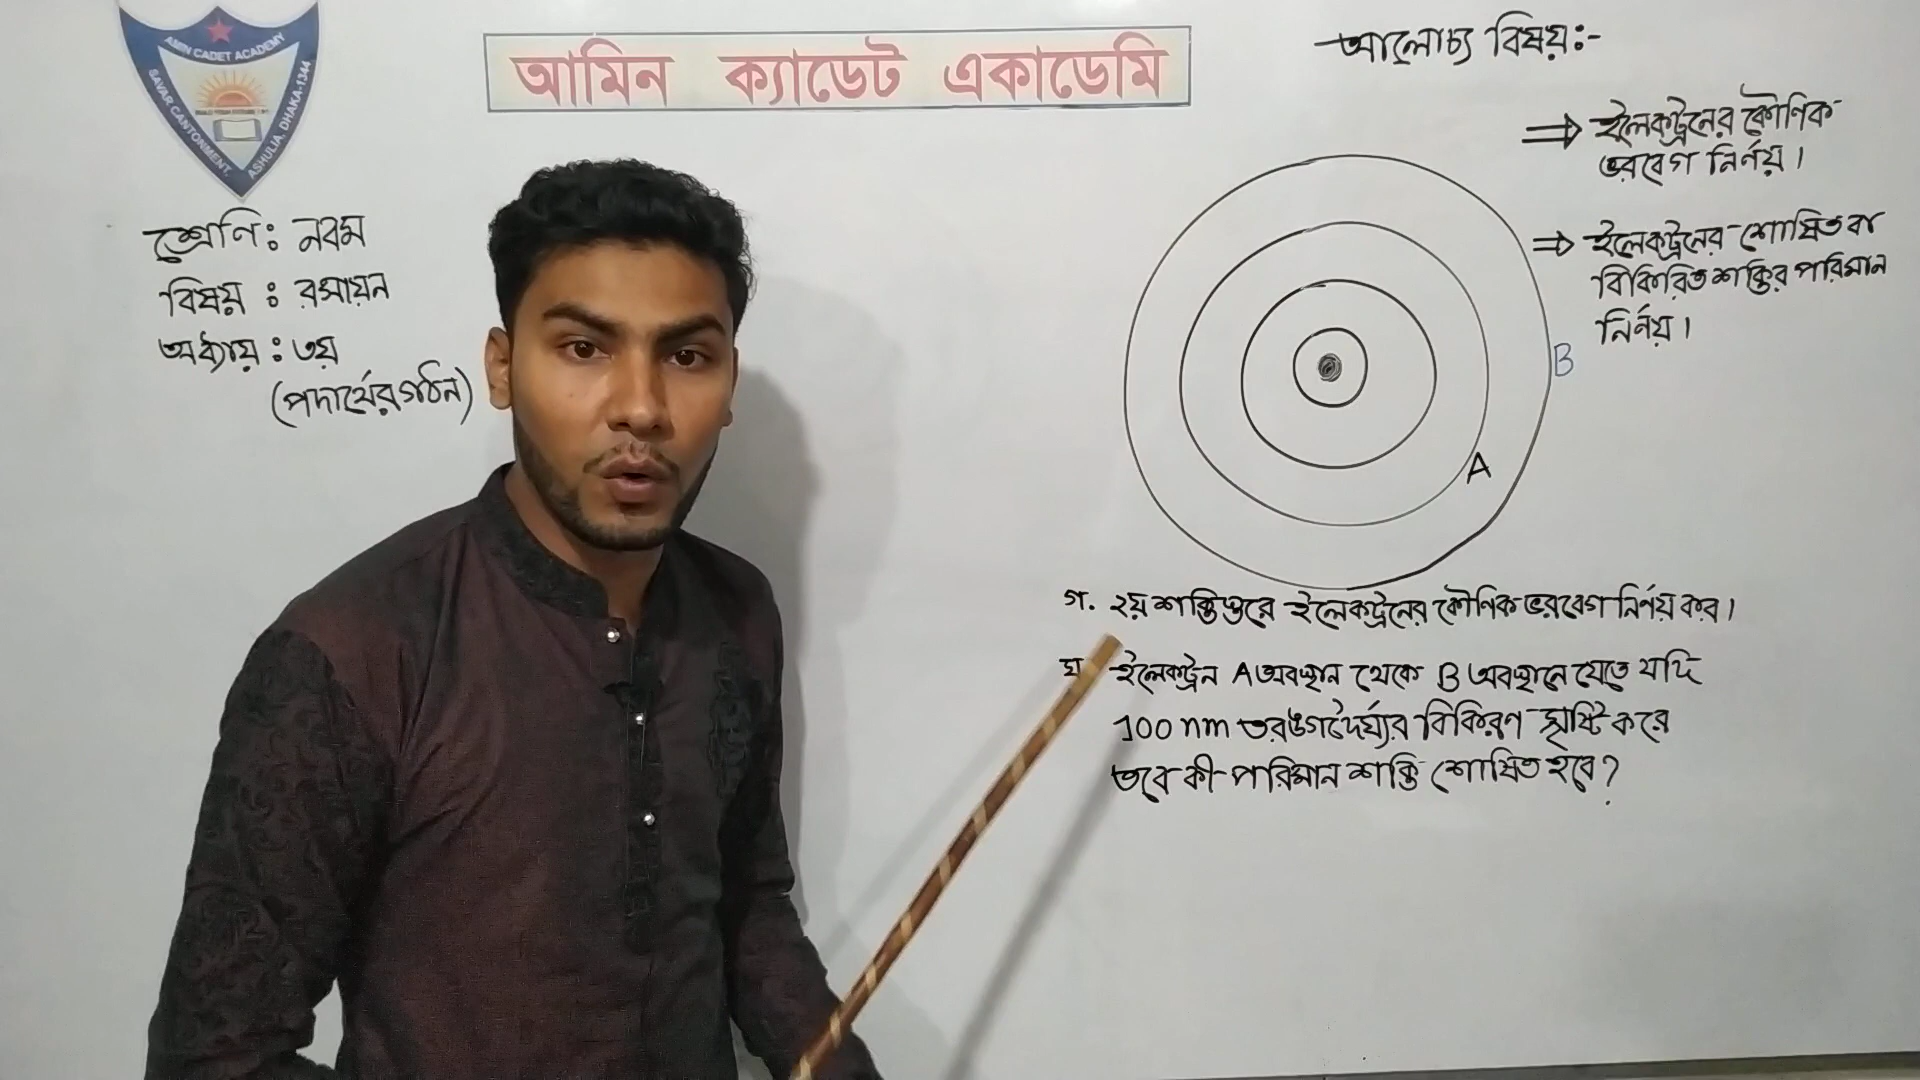 AMIN CADET ACADEMY
SAVAR CANTONMENT,
ASHULIA, DHAKA-1344
আমিন ক্যাডেট একাডেমি
শ্রেণি : নবম
বিষয় : রসায়ন
অধ্যায় : ৩য়
(পদার্থের গঠন)
আলোচ্য বিষয়ঃ-
⇒ ইলেকট্রনের কৌণিক
ভরবেগ নির্ণয়।
⇒ ইলেকট্রনের শোষিত বা
বিকিরিত শক্তির পরিমান
নির্ণয়।
B
A
গ. ২য় শক্তিস্তরে ইলেকট্রনের কৌণিক ভরবেগ নির্ণয় কর।
ঘ ইলেকট্রন A অবস্থান থেকে B অবস্থানে যেতে যদি
100 nm তরঙ্গদৈর্ঘ্যের বিকিরণ সৃষ্টি করে
তবে কী পরিমান শক্তি শোষিত হবে?